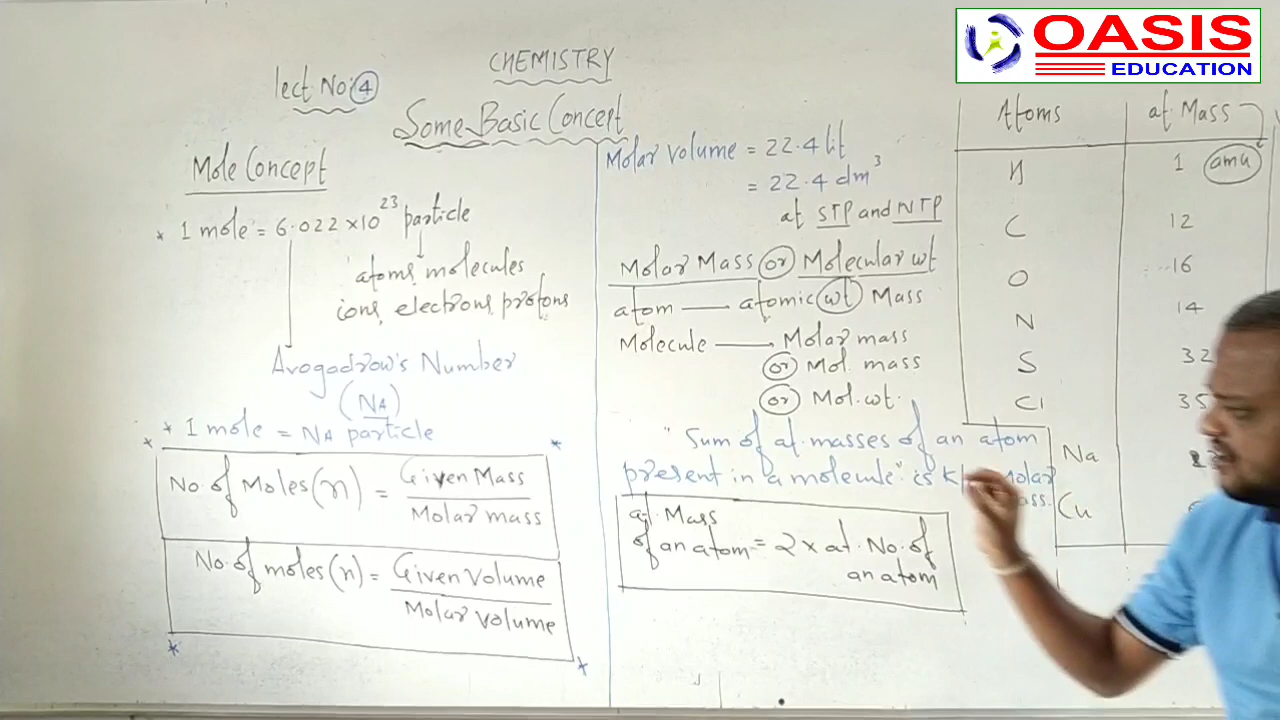 OASIS
EDUCATION
CHEMISTRY
lect No: 4
Some Basic Concept
Mole Concept
* 1 mole = 6.022 × 10²³ particle
atoms, molecules
ions, electrons, protons
Avogadrow's Number
(NA)
* 1 mole = NA particle
No. of Moles (n) = Given Mass / Molar mass
No. of moles (n) = Given Volume / Molar volume
Molar volume = 22.4 lit
= 22.4 dm³
at STP and NTP
Molar Mass or Molecular wt
atom — atomic wt Mass
Molecule — Molar mass
or Mol. mass
or Mol. wt.
"Sum of at. masses of an atom
present in a molecule" is Molar
at. Mass
of an atom = 2 × at. No. of
an atom
Atoms at. Mass
H 1 amu
C 12
O 16
N 14
S 32
Cl 35
Na
Cu